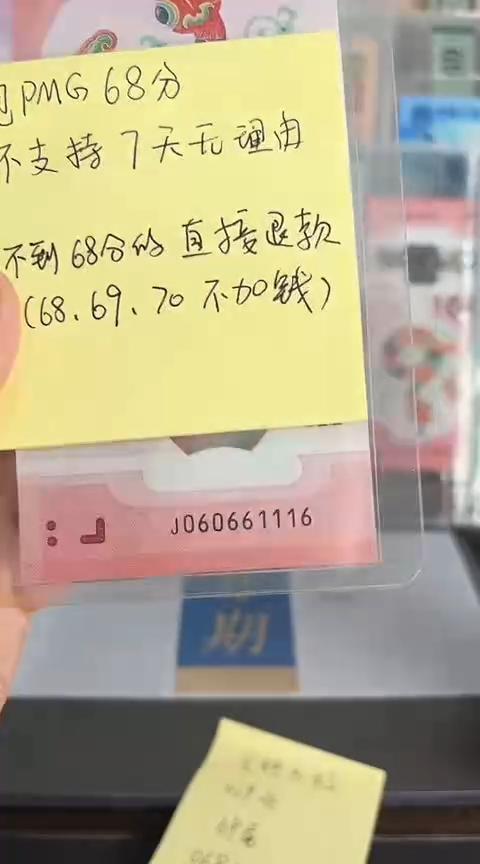 包PMG 68分
不支持7天无理由
不到68分的直接退款
(68、69、70不加钱)
J060661116
期